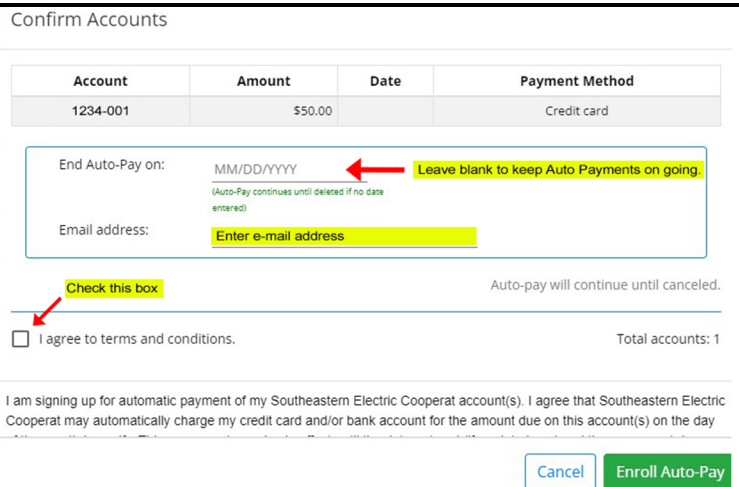 Confirm Accounts
Account Amount Date Payment Method
1234-001 $50.00 Credit card
End Auto-Pay on: MM/DD/YYYY Leave blank to keep Auto Payments on going.
(Auto-Pay continues until deleted if no date
entered)
Email address: Enter e-mail address
Check this box Auto-pay will continue until canceled.
I agree to terms and conditions. Total accounts: 1
I am signing up for automatic payment of my Southeastern Electric Cooperat account(s). I agree that Southeastern Electric
Cooperat may automatically charge my credit card and/or bank account for the amount due on this account(s) on the day
Cancel Enroll Auto-Pay